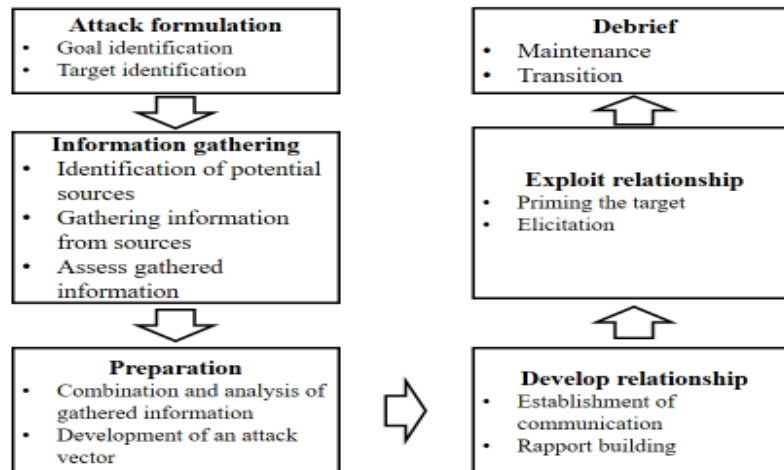 Attack formulation
• Goal identification
• Target identification
Information gathering
• Identification of potential
sources
• Gathering information
from sources
• Assess gathered
information
Preparation
• Combination and analysis of
gathered information
• Development of an attack
vector
Develop relationship
• Establishment of
communication
• Rapport building
Exploit relationship
• Priming the target
• Elicitation
Debrief
• Maintenance
• Transition